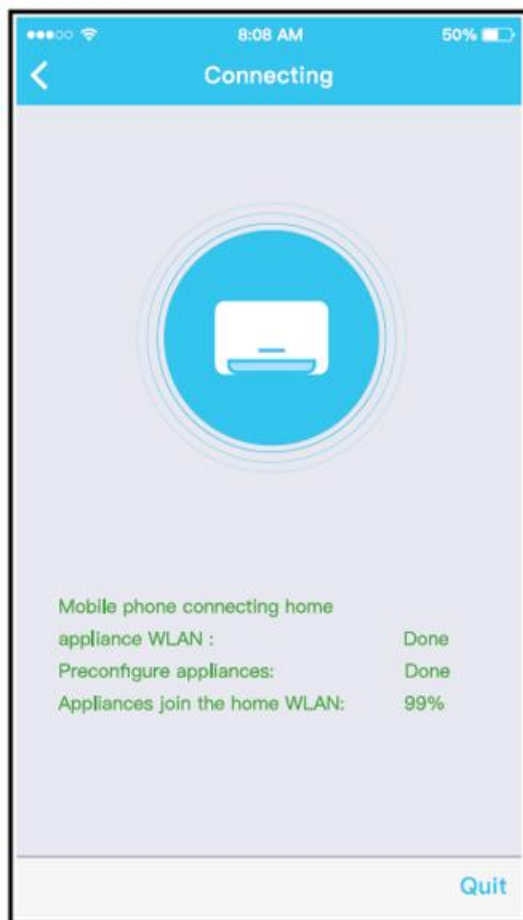 8:08 AM 50%
Connecting
Mobile phone connecting home
appliance WLAN : Done
Preconfigure appliances: Done
Appliances join the home WLAN: 99%
Quit